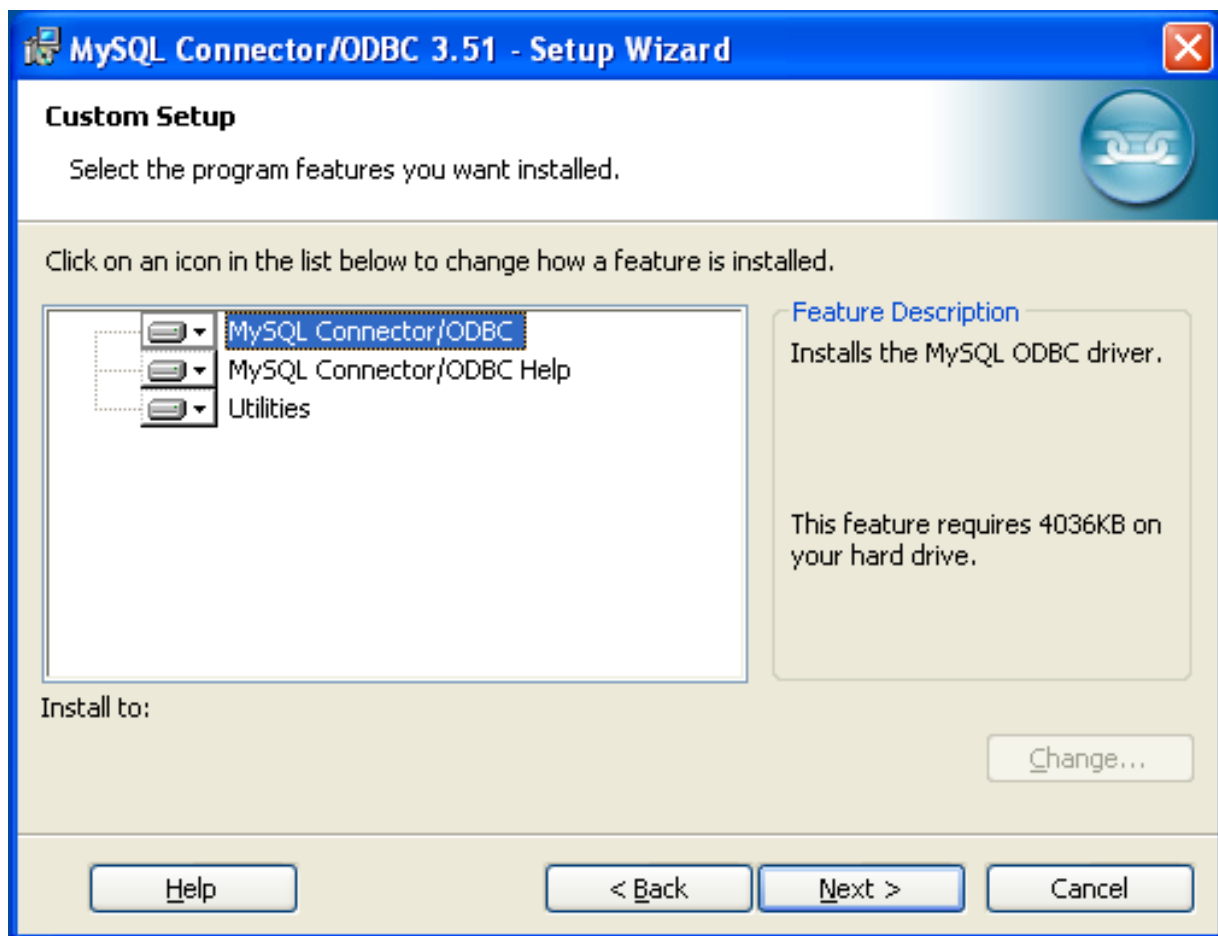 MySQL Connector/ODBC 3.51 - Setup Wizard
Custom Setup
Select the program features you want installed.
Click on an icon in the list below to change how a feature is installed.
MySQL Connector/ODBC
MySQL Connector/ODBC Help
Utilities
Feature Description
Installs the MySQL ODBC driver.
This feature requires 4036KB on
your hard drive.
Install to:
Change...
Help
< Back
Next >
Cancel